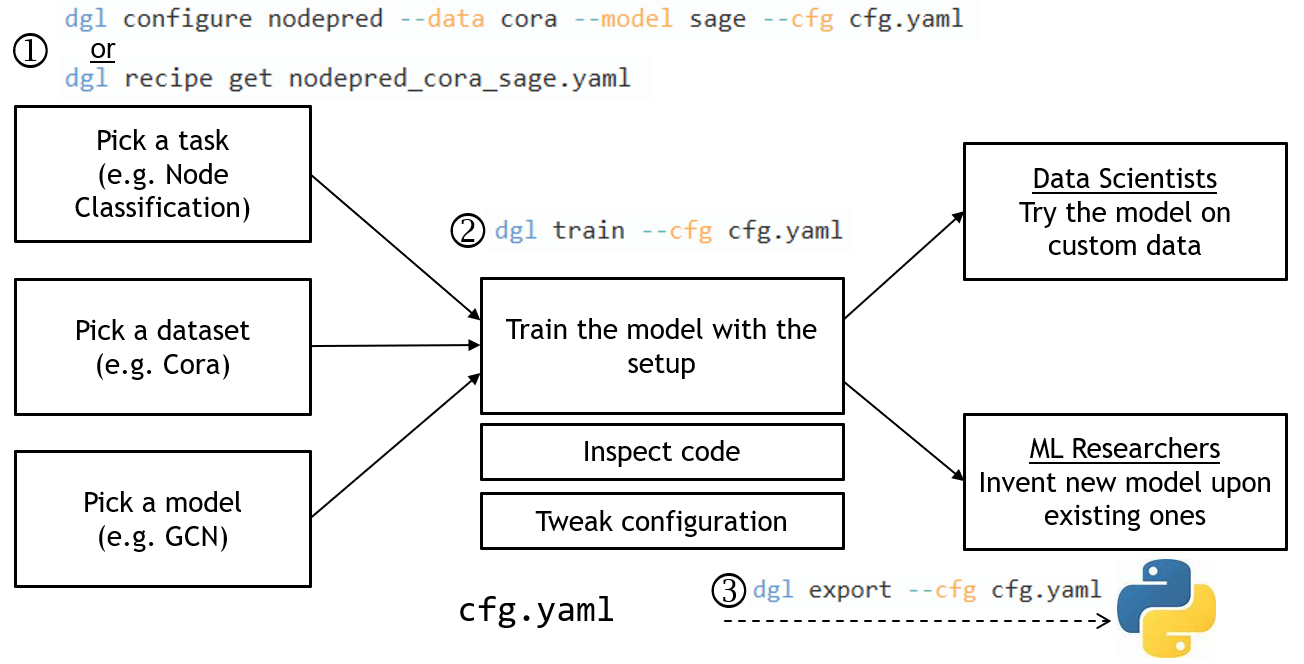 dgl configure nodepred --data cora --model sage --cfg cfg.yaml
① or
dgl recipe get nodepred_cora_sage.yaml
Pick a task
(e.g. Node
Classification)
Pick a dataset
(e.g. Cora)
Pick a model
(e.g. GCN)
② dgl train --cfg cfg.yaml
Train the model with the
setup
Inspect code
Tweak configuration
cfg.yaml
Data Scientists
Try the model on
custom data
ML Researchers
Invent new model upon
existing ones
③ dgl export --cfg cfg.yaml